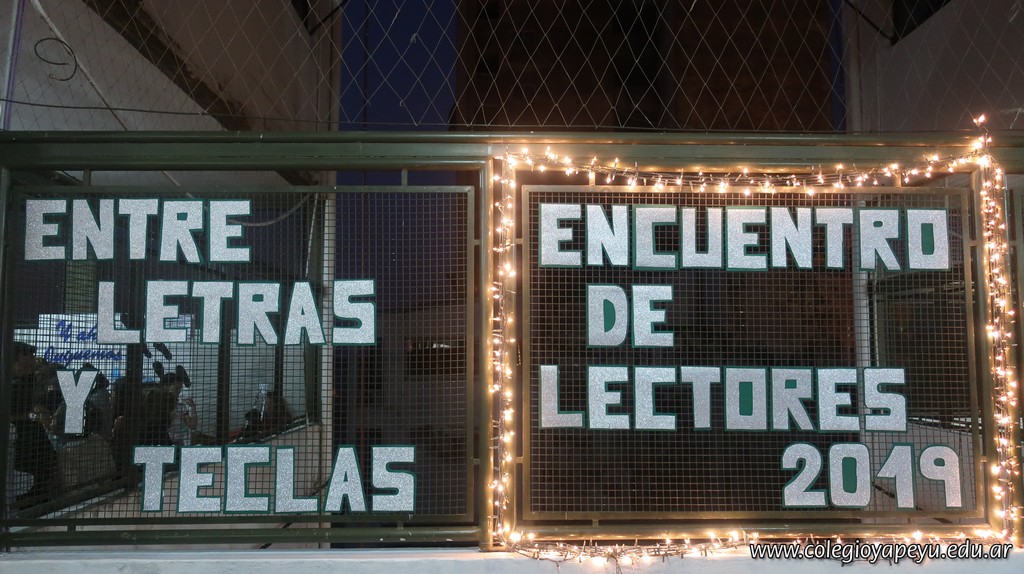 ENTRE
LETRAS
Y
TECLAS
ENCUENTRO
DE
LECTORES
2019
www.colegioyapeyu.edu.ar